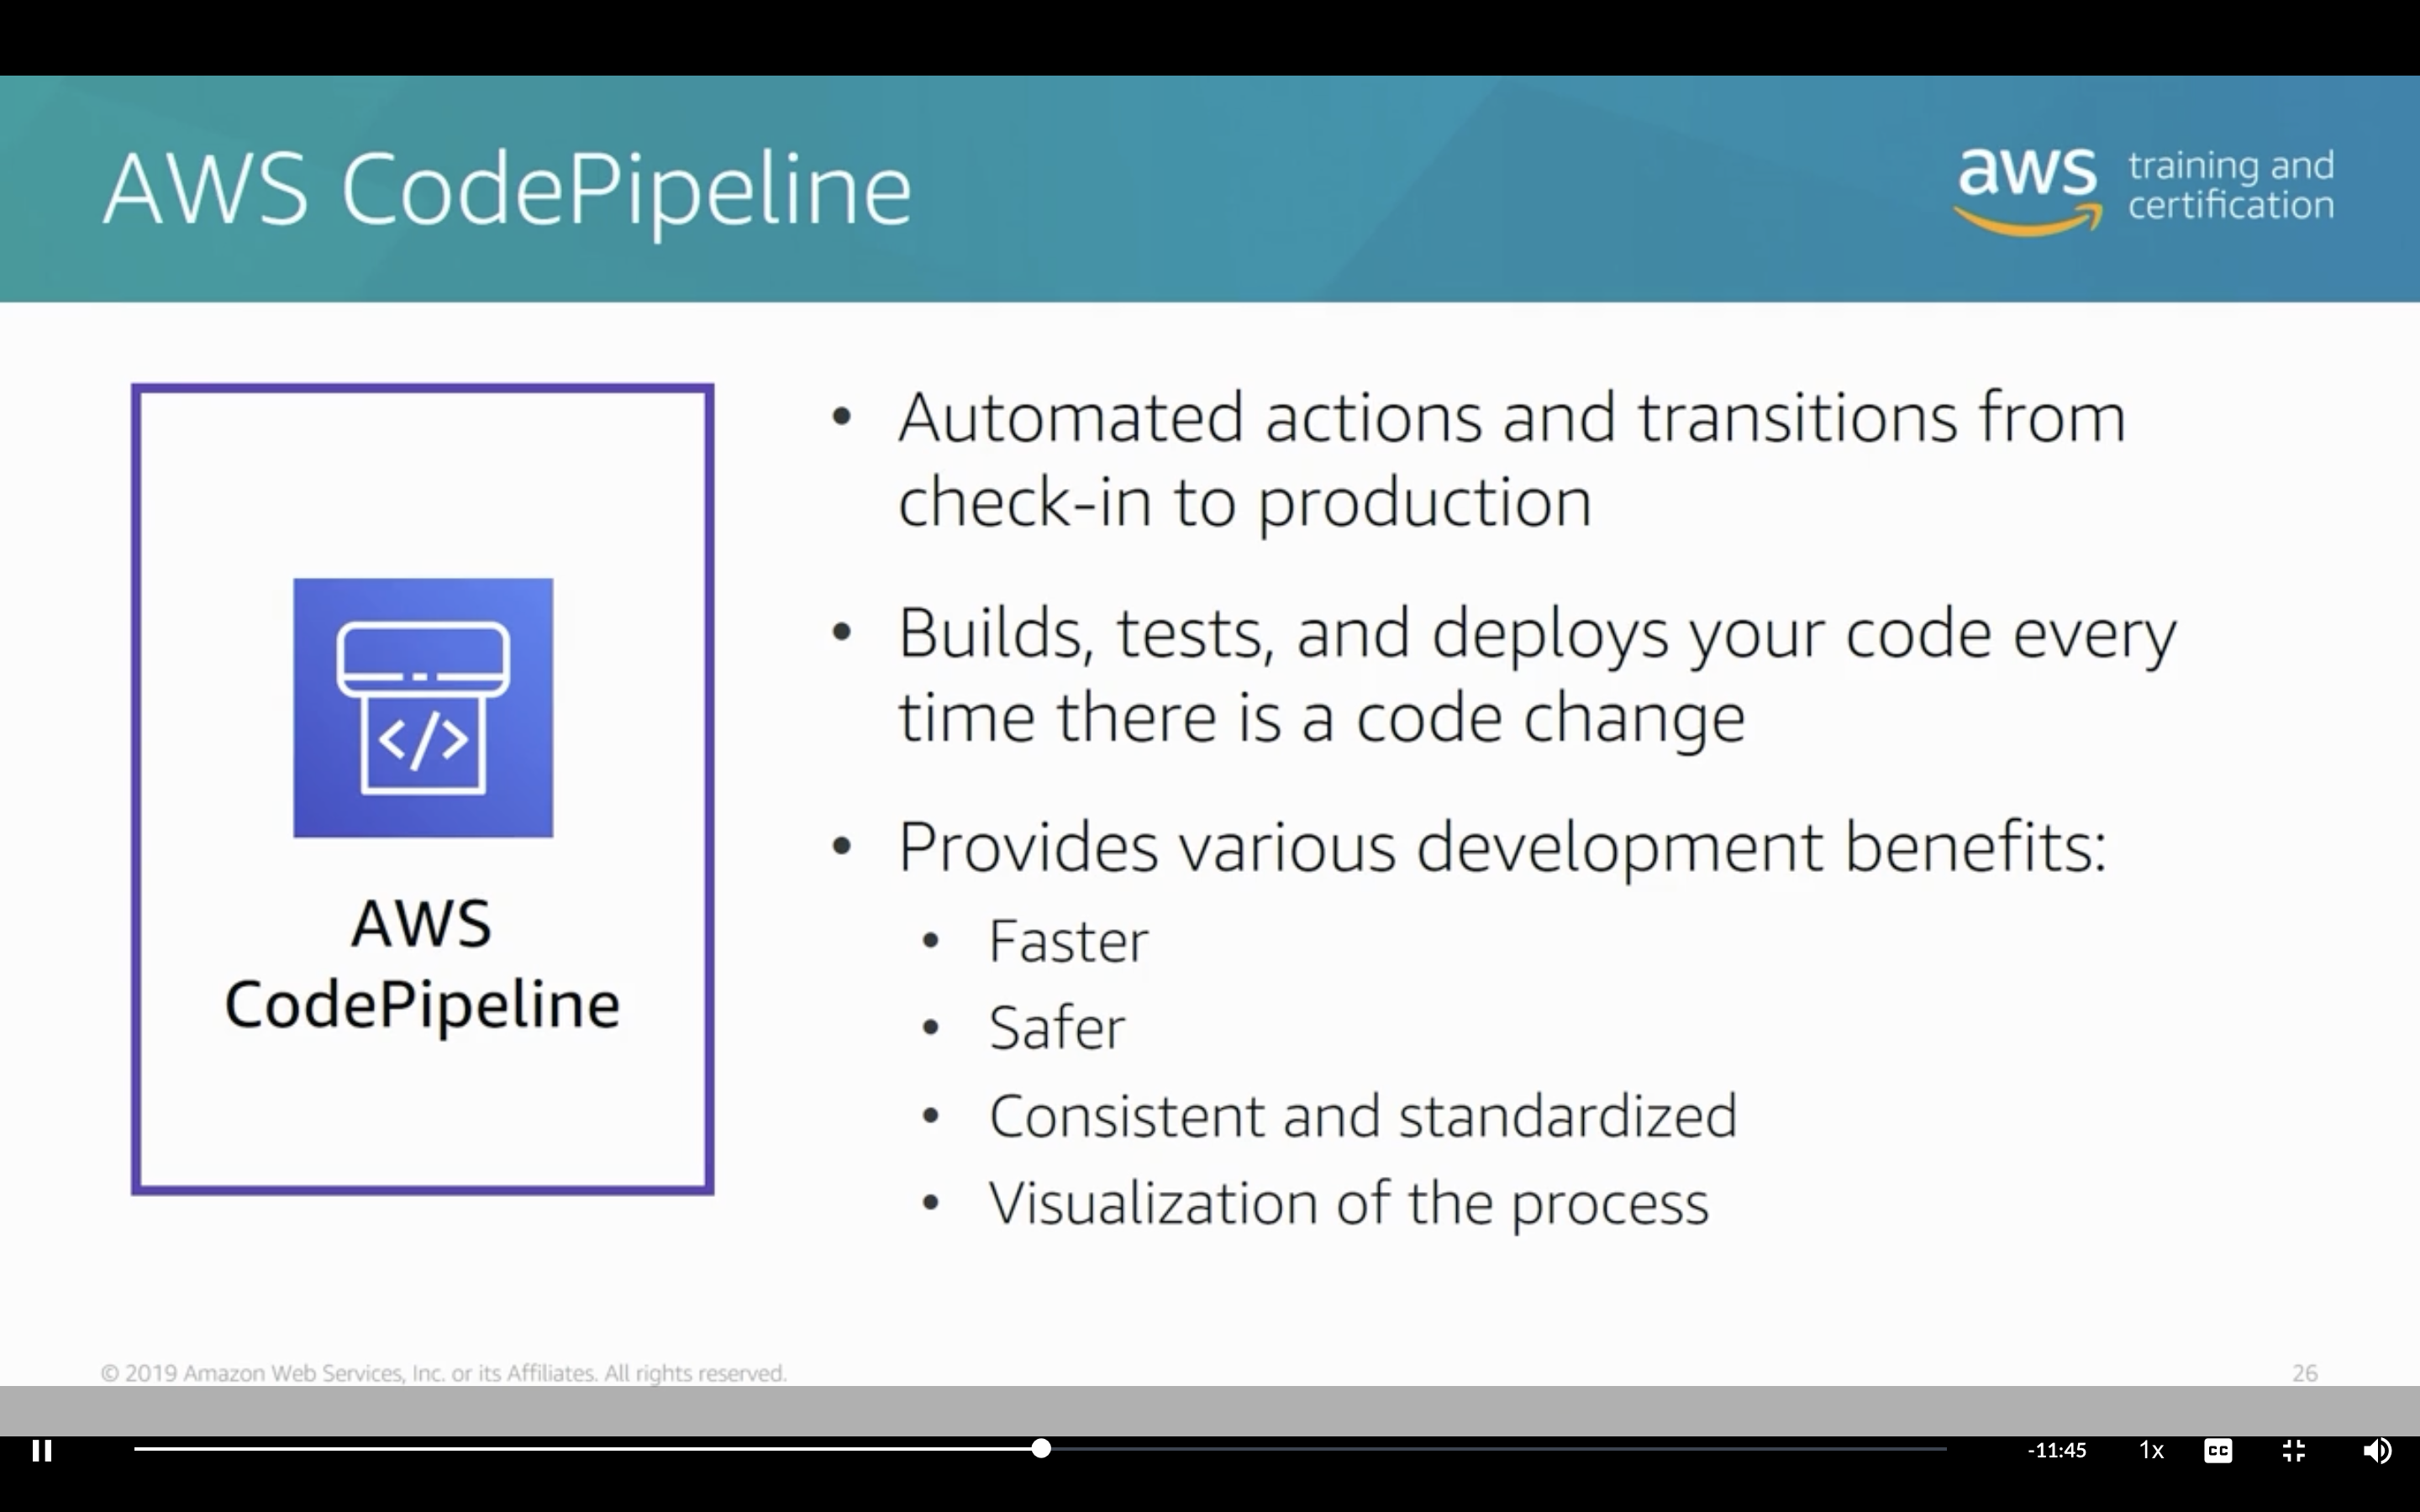 AWS CodePipeline
aws training and
certification
• Automated actions and transitions from
check-in to production
• Builds, tests, and deploys your code every
time there is a code change
• Provides various development benefits:
• Faster
• Safer
• Consistent and standardized
• Visualization of the process
</>
AWS
CodePipeline
© 2019 Amazon Web Services, Inc. or its Affiliates. All rights reserved.
26
-11:45
1x
CC